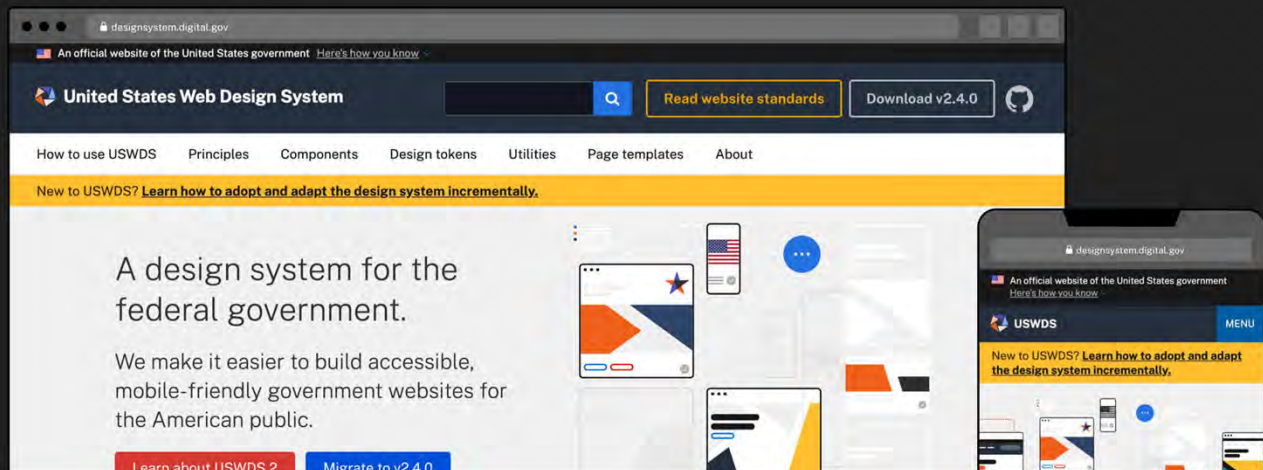 designsystem.digital.gov
An official website of the United States government Here's how you know
United States Web Design System
Read website standards
Download v2.4.0
How to use USWDS Principles Components Design tokens Utilities Page templates About
New to USWDS? Learn how to adopt and adapt the design system incrementally.
A design system for the
federal government.
We make it easier to build accessible,
mobile-friendly government websites for
the American public.
Learn about USWDS 2
Migrate to v2.4.0
designsystem.digital.gov
An official website of the United States government
Here's how you know
USWDS
MENU
New to USWDS? Learn how to adopt and adapt
the design system incrementally.